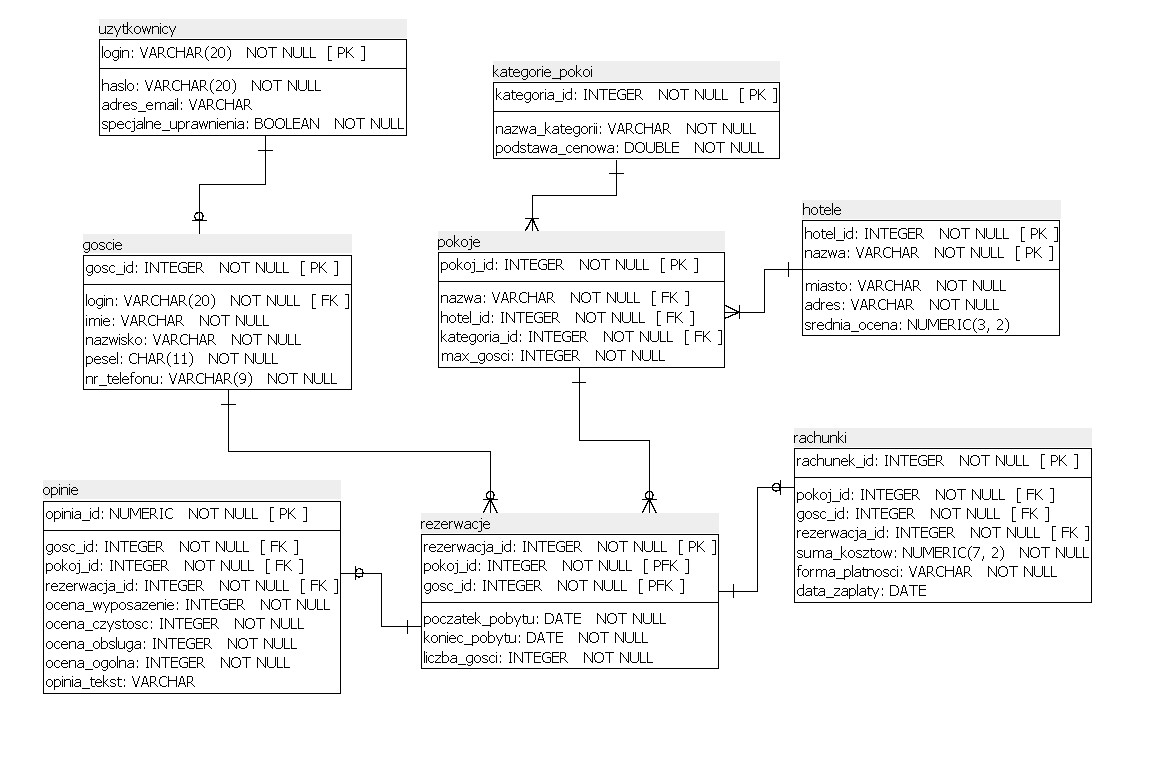 uzytkownicy
login: VARCHAR(20) NOT NULL [ PK ]
haslo: VARCHAR(20) NOT NULL
adres_email: VARCHAR
specjalne_uprawnienia: BOOLEAN NOT NULL
kategorie_pokoi
kategoria_id: INTEGER NOT NULL [ PK ]
nazwa_kategorii: VARCHAR NOT NULL
podstawa_cenowa: DOUBLE NOT NULL
hotele
hotel_id: INTEGER NOT NULL [ PK ]
nazwa: VARCHAR NOT NULL [ PK ]
miasto: VARCHAR NOT NULL
adres: VARCHAR NOT NULL
srednia_ocena: NUMERIC(3, 2)
goscie
gosc_id: INTEGER NOT NULL [ PK ]
login: VARCHAR(20) NOT NULL [ FK ]
imie: VARCHAR NOT NULL
nazwisko: VARCHAR NOT NULL
pesel: CHAR(11) NOT NULL
nr_telefonu: VARCHAR(9) NOT NULL
pokoje
pokoj_id: INTEGER NOT NULL [ PK ]
nazwa: VARCHAR NOT NULL [ FK ]
hotel_id: INTEGER NOT NULL [ FK ]
kategoria_id: INTEGER NOT NULL [ FK ]
max_gosci: INTEGER NOT NULL
rachunki
rachunek_id: INTEGER NOT NULL [ PK ]
pokoj_id: INTEGER NOT NULL [ FK ]
gosc_id: INTEGER NOT NULL [ FK ]
rezerwacja_id: INTEGER NOT NULL [ FK ]
suma_kosztow: NUMERIC(7, 2) NOT NULL
forma_platnosci: VARCHAR NOT NULL
data_zaplaty: DATE
opinie
opinia_id: NUMERIC NOT NULL [ PK ]
gosc_id: INTEGER NOT NULL [ FK ]
pokoj_id: INTEGER NOT NULL [ FK ]
rezerwacja_id: INTEGER NOT NULL [ FK ]
ocena_wyposazenie: INTEGER NOT NULL
ocena_czystosc: INTEGER NOT NULL
ocena_obsluga: INTEGER NOT NULL
ocena_ogolna: INTEGER NOT NULL
opinia_tekst: VARCHAR
rezerwacje
rezerwacja_id: INTEGER NOT NULL [ PK ]
pokoj_id: INTEGER NOT NULL [ PFK ]
gosc_id: INTEGER NOT NULL [ PFK ]
poczatek_pobytu: DATE NOT NULL
koniec_pobytu: DATE NOT NULL
liczba_gosci: INTEGER NOT NULL